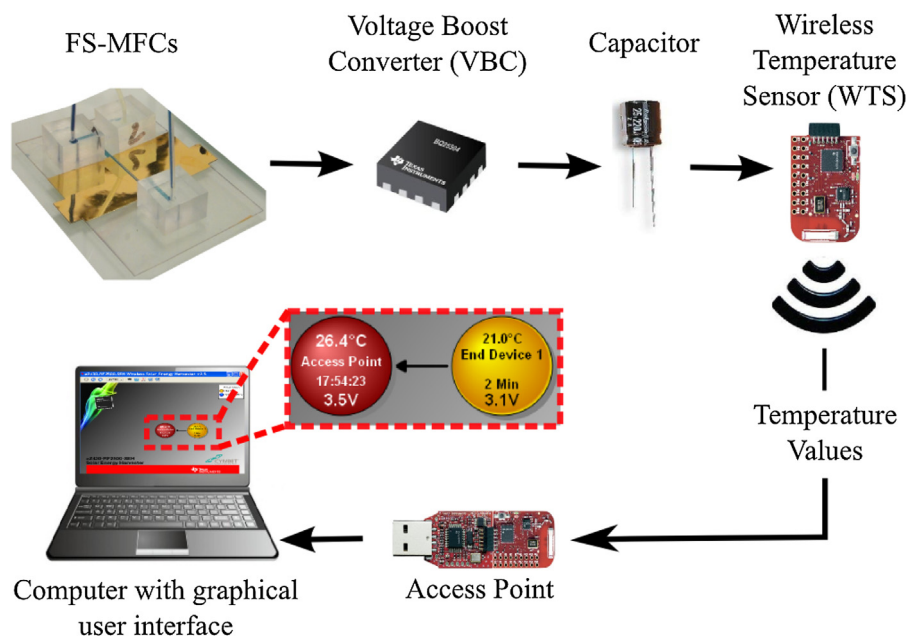 FS-MFCs
Voltage Boost
Converter (VBC)
Capacitor
Wireless
Temperature
Sensor (WTS)
TEXAS
INSTRUMENTS
26.4°C
Access Point
17:54:23
3.5V
21.0°C
End Device 1
2 Min
3.1V
Temperature
Values
Computer with graphical
user interface
Access Point